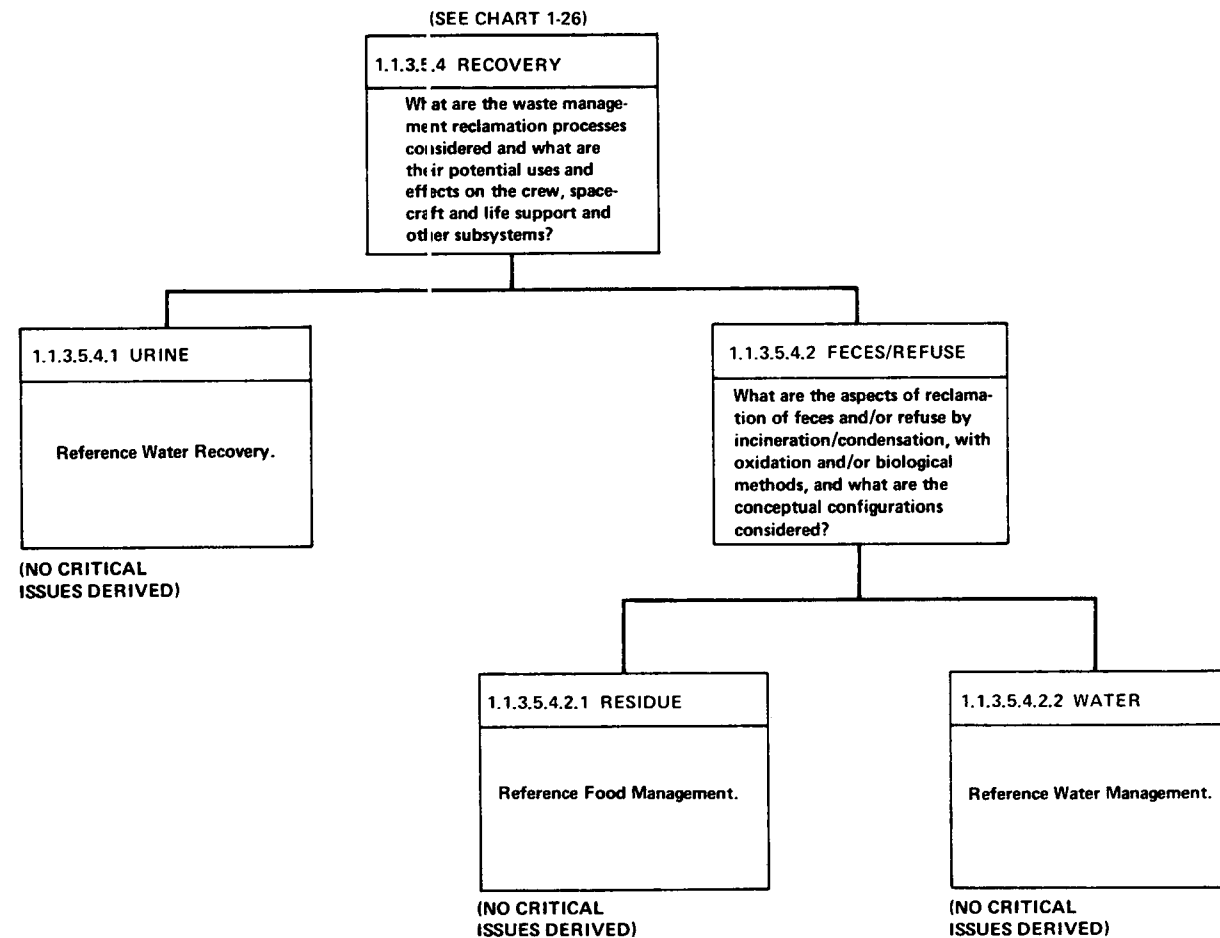 (SEE CHART 1-26)
1.1.3.5.4 RECOVERY
What are the waste manage-
ment reclamation processes
considered and what are
their potential uses and
effects on the crew, space-
craft and life support and
other subsystems?
1.1.3.5.4.1 URINE
Reference Water Recovery.
(NO CRITICAL
ISSUES DERIVED)
1.1.3.5.4.2 FECES/REFUSE
What are the aspects of reclama-
tion of feces and/or refuse by
incineration/condensation, with
oxidation and/or biological
methods, and what are the
conceptual configurations
considered?
1.1.3.5.4.2.1 RESIDUE
Reference Food Management.
(NO CRITICAL
ISSUES DERIVED)
1.1.3.5.4.2.2 WATER
Reference Water Management.
(NO CRITICAL
ISSUES DERIVED)